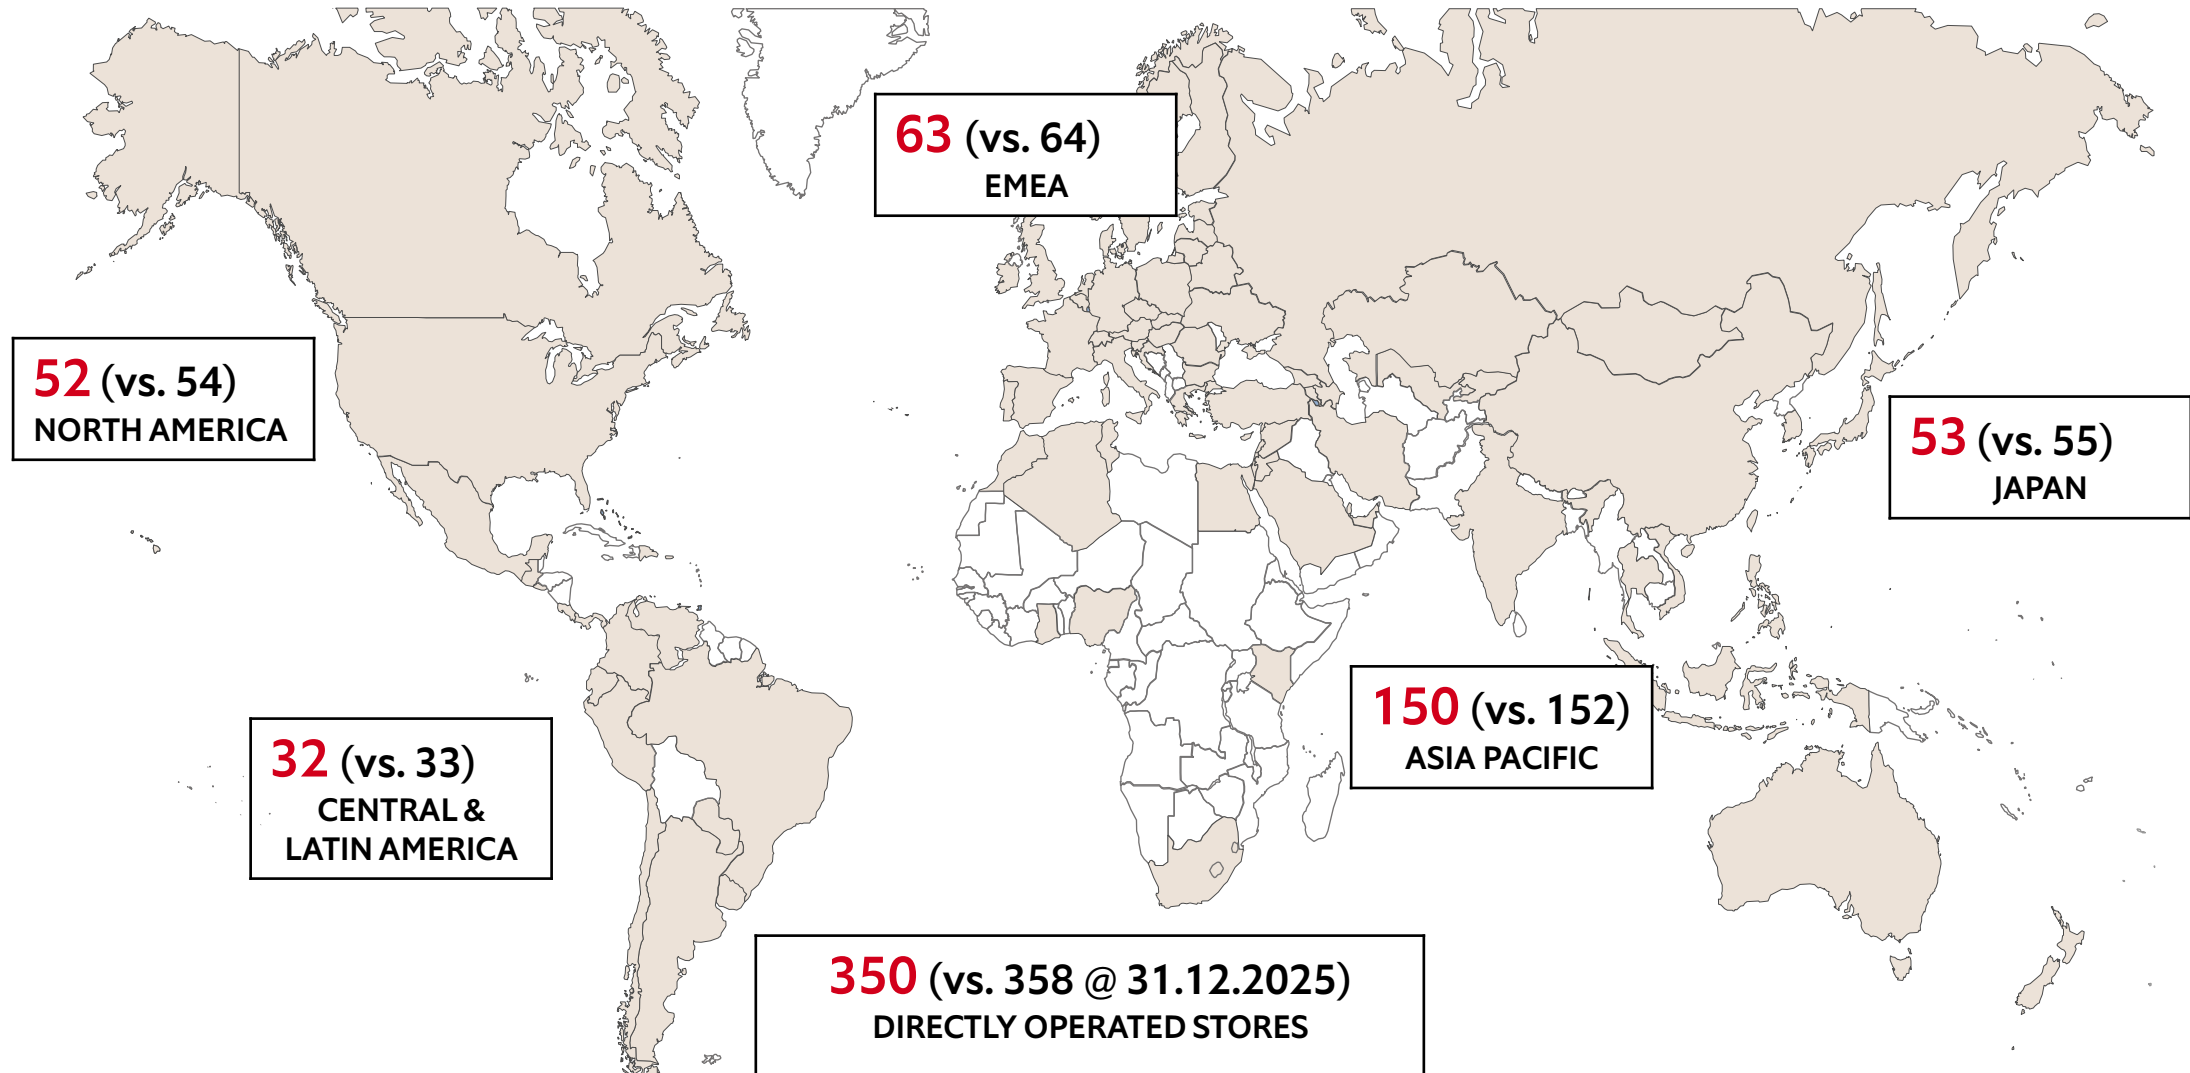 63 (vs. 64)
EMEA
52 (vs. 54)
NORTH AMERICA
53 (vs. 55)
JAPAN
150 (vs. 152)
ASIA PACIFIC
32 (vs. 33)
CENTRAL &
LATIN AMERICA
350 (vs. 358 @ 31.12.2025)
DIRECTLY OPERATED STORES